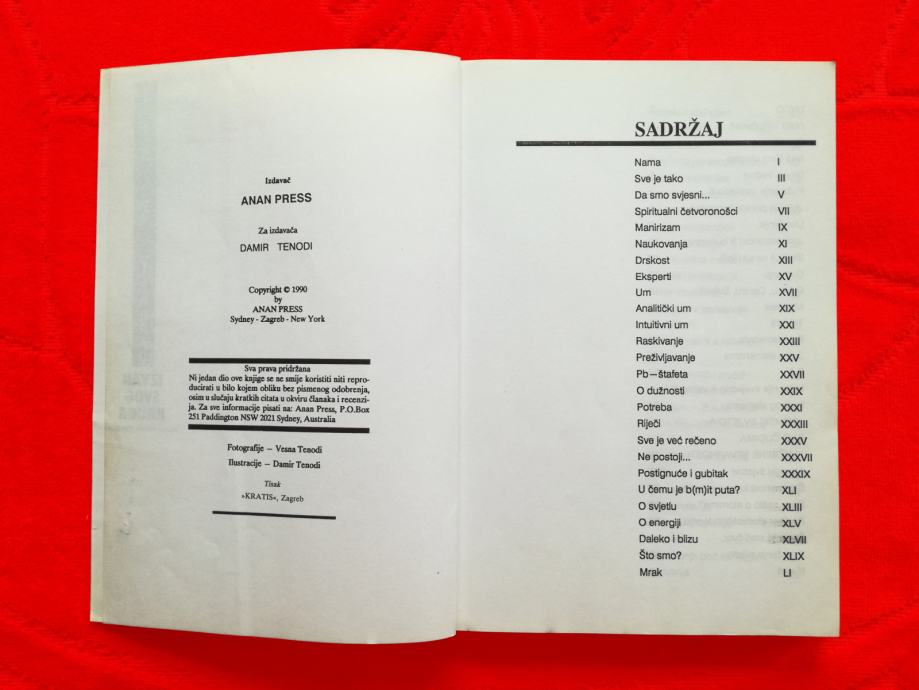 Izdavač
ANAN PRESS
Za izdavača
DAMIR TENODI
Copyright © 1990
by
ANAN PRESS
Sydney - Zagreb - New York
Sva prava pridržana
Ni jedan dio ove knjige se ne smije koristiti niti repro-
ducirati u bilo kojem obliku bez pismenog odobrenja,
osim u slučaju kratkih citata u okviru članaka i recenzi-
ja. Za sve informacije pisati na: Anan Press, P.O.Box
251 Paddington NSW 2021 Sydney, Australia
Fotografije – Vesna Tenodi
Ilustracije – Damir Tenodi
Tisak
»KRATIS«, Zagreb
SADRŽAJ
Nama I
Sve je tako III
Da smo svjesni... V
Spiritualni četvoronošci VII
Manirizam IX
Naukovanja XI
Drskost XIII
Eksperti XV
Um XVII
Analitički um XIX
Intuitivni um XXI
Raskivanje XXIII
Preživljavanje XXV
Pb–štafeta XXVII
O dužnosti XXIX
Potreba XXXI
Riječi XXXIII
Sve je već rečeno XXXV
Ne postoji... XXXVII
Postignuće i gubitak XXXIX
U čemu je b(m)it puta? XLI
O svjetlu XLIII
O energiji XLV
Daleko i blizu XLVII
Što smo? XLIX
Mrak LI